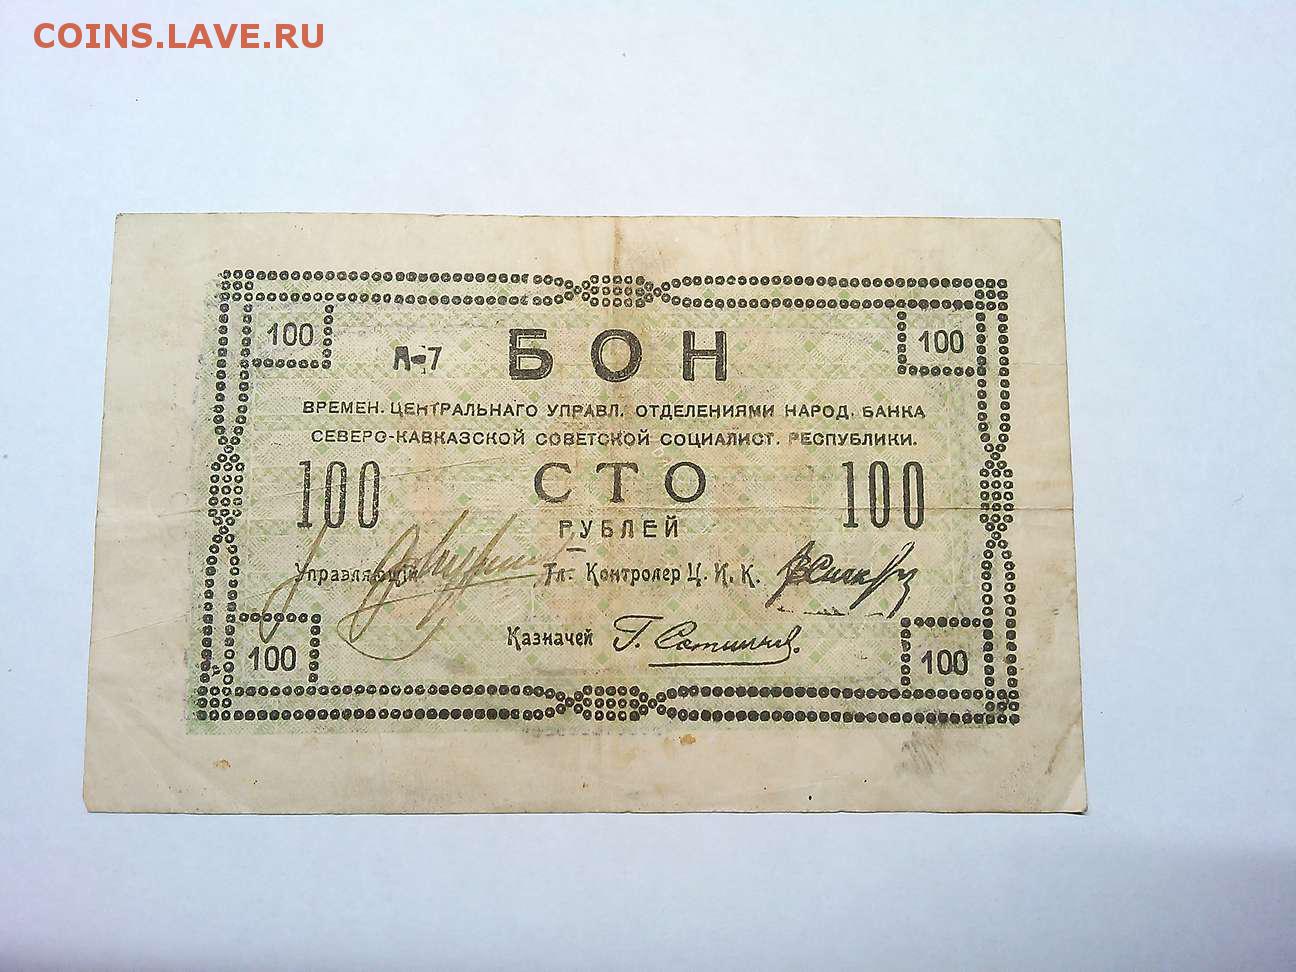 COINS.LAVE.RU
100 100
А-7 БОН
ВРЕМЕН. ЦЕНТРАЛЬНАГО УПРАВЛ. ОТДЕЛЕНИЯМИ НАРОД. БАНКА
СЕВЕРО-КАВКАЗСКОЙ СОВЕТСКОЙ СОЦИАЛИСТ. РЕСПУБЛИКИ.
100 СТО 100
РУБЛЕЙ
Управляющій Гл. Контролер Ц. И. К.
Казначей
100 100